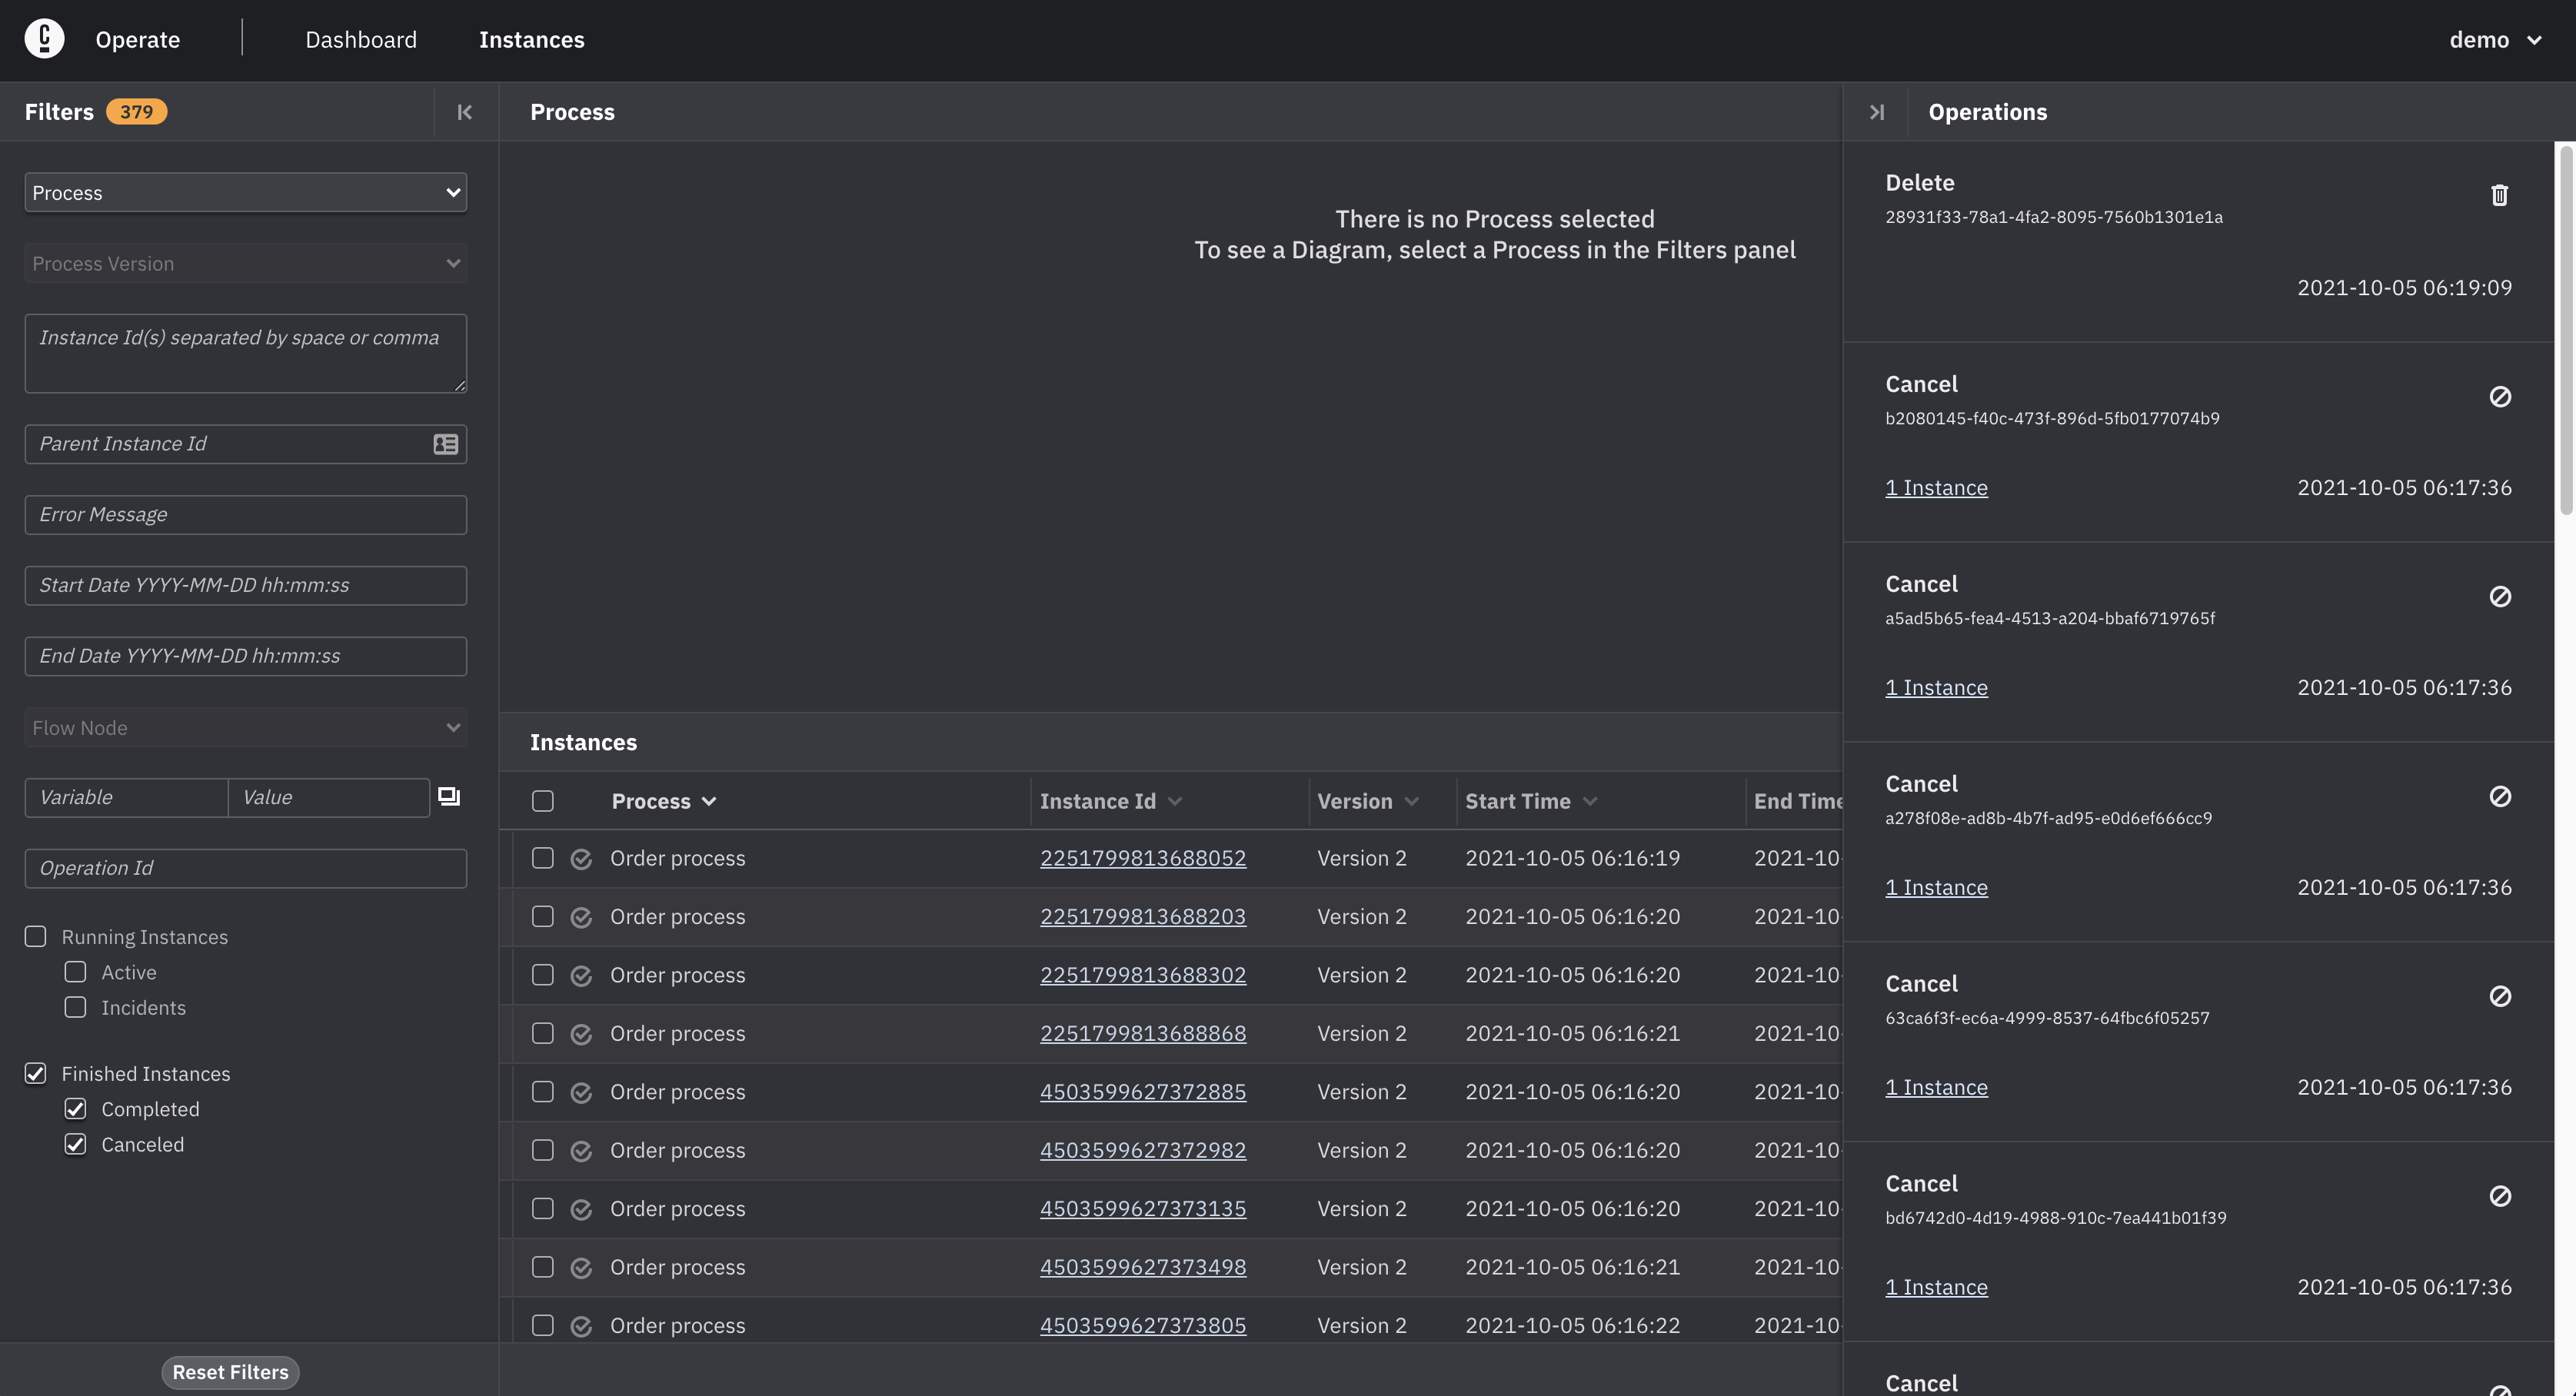 Operate
Dashboard
Instances
demo
Filters 379
Process
Process Version
Instance Id(s) separated by space or comma
Parent Instance Id
Error Message
Start Date YYYY-MM-DD hh:mm:ss
End Date YYYY-MM-DD hh:mm:ss
Flow Node
Variable Value
Operation Id
Running Instances
Active
Incidents
Finished Instances
Completed
Canceled
Reset Filters
Process
There is no Process selected
To see a Diagram, select a Process in the Filters panel
Instances
Process Instance Id Version Start Time End Time
Order process 2251799813688052 Version 2 2021-10-05 06:16:19 2021-10-
Order process 2251799813688203 Version 2 2021-10-05 06:16:20 2021-10-
Order process 2251799813688302 Version 2 2021-10-05 06:16:20 2021-10-
Order process 2251799813688868 Version 2 2021-10-05 06:16:21 2021-10-
Order process 4503599627372885 Version 2 2021-10-05 06:16:20 2021-10-
Order process 4503599627372982 Version 2 2021-10-05 06:16:20 2021-10-
Order process 4503599627373135 Version 2 2021-10-05 06:16:20 2021-10-
Order process 4503599627373498 Version 2 2021-10-05 06:16:21 2021-10-
Order process 4503599627373805 Version 2 2021-10-05 06:16:22 2021-10-
Operations
Delete
28931f33-78a1-4fa2-8095-7560b1301e1a
2021-10-05 06:19:09
Cancel
b2080145-f40c-473f-896d-5fb0177074b9
1 Instance 2021-10-05 06:17:36
Cancel
a5ad5b65-fea4-4513-a204-bbaf6719765f
1 Instance 2021-10-05 06:17:36
Cancel
a278f08e-ad8b-4b7f-ad95-e0d6ef666cc9
1 Instance 2021-10-05 06:17:36
Cancel
63ca6f3f-ec6a-4999-8537-64fbc6f05257
1 Instance 2021-10-05 06:17:36
Cancel
bd6742d0-4d19-4988-910c-7ea441b01f39
1 Instance 2021-10-05 06:17:36
Cancel